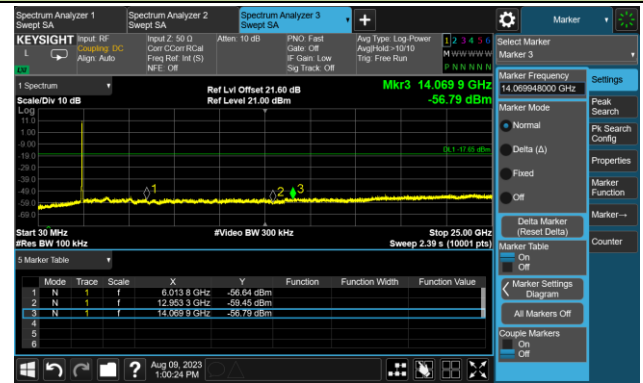 Spectrum Analyzer 1
Swept SA
Spectrum Analyzer 2
Swept SA
Spectrum Analyzer 3
Swept SA
Marker
KEYSIGHT
L
Input: RF
Coupling: DC
Align: Auto
Input Z: 50 Ω
Corr CCorr RCal
Freq Ref: Int (S)
NFE: Off
Atten: 10 dB
PNO: Fast
Gate: Off
IF Gain: Low
Sig Track: Off
Avg Type: Log-Power
Avg|Hold:>10/10
Trig: Free Run
1 2 3 4 5 6
M W W W W W
P N N N N N
Select Marker
Marker 3
1 Spectrum
Scale/Div 10 dB
Log
Ref Lvl Offset 21.60 dB
Ref Level 21.00 dBm
Mkr3 14.069 9 GHz
-56.79 dBm
11.0
1.00
-9.00
-19.0
-29.0
-39.0
-49.0
-59.0
-69.0
DL1 -17.65 dBm
1
2
3
Start 30 MHz
#Res BW 100 kHz
#Video BW 300 kHz
Stop 25.00 GHz
Sweep 2.39 s (10001 pts)
5 Marker Table
Mode Trace Scale X Y Function Function Width Function Value
1 N 1 f 6.013 8 GHz -56.64 dBm
2 N 1 f 12.953 3 GHz -59.45 dBm
3 N 1 f 14.069 9 GHz -56.79 dBm
4
5
6
Marker Frequency
14.069948000 GHz
Marker Mode
Normal
Delta (Δ)
Fixed
Off
Delta Marker
(Reset Delta)
Marker Table
On
Off
Marker Settings
Diagram
All Markers Off
Couple Markers
On
Off
Settings
Peak
Search
Pk Search
Config
Properties
Marker
Function
Marker→
Counter
?
Aug 09, 2023
1:00:24 PM